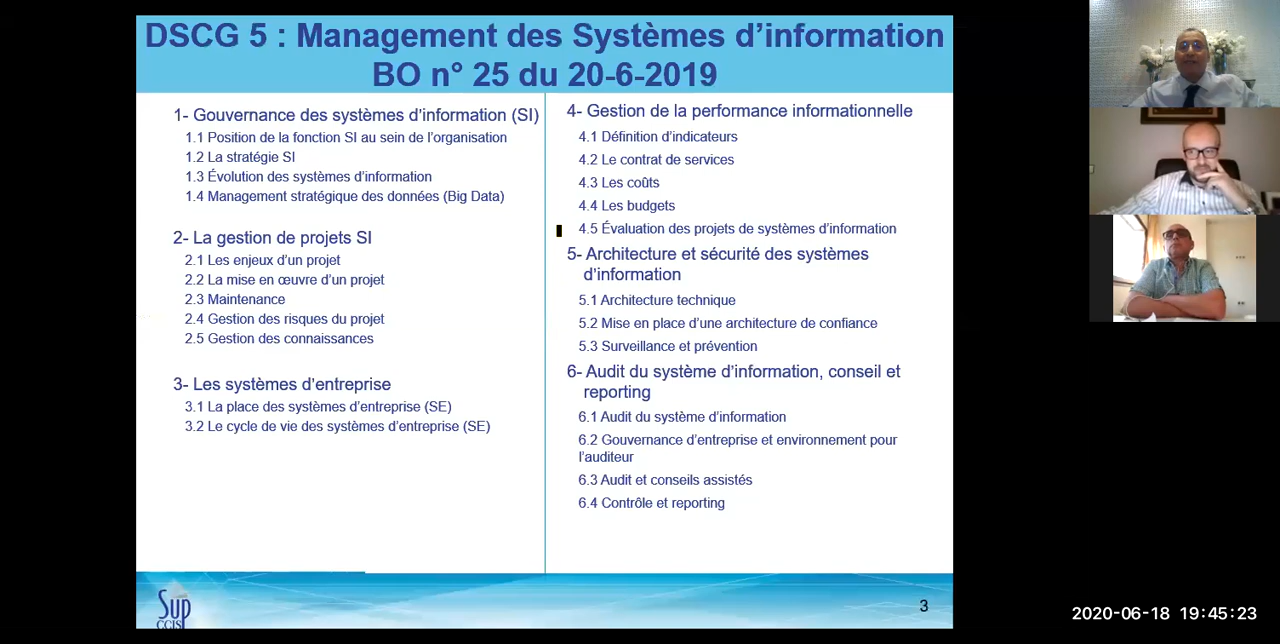 DSCG 5 : Management des Systèmes d’information
BO n° 25 du 20-6-2019
1- Gouvernance des systèmes d’information (SI)
1.1 Position de la fonction SI au sein de l’organisation
1.2 La stratégie SI
1.3 Évolution des systèmes d’information
1.4 Management stratégique des données (Big Data)
2- La gestion de projets SI
2.1 Les enjeux d’un projet
2.2 La mise en œuvre d’un projet
2.3 Maintenance
2.4 Gestion des risques du projet
2.5 Gestion des connaissances
3- Les systèmes d’entreprise
3.1 La place des systèmes d’entreprise (SE)
3.2 Le cycle de vie des systèmes d’entreprise (SE)
4- Gestion de la performance informationnelle
4.1 Définition d’indicateurs
4.2 Le contrat de services
4.3 Les coûts
4.4 Les budgets
4.5 Évaluation des projets de systèmes d’information
5- Architecture et sécurité des systèmes
d’information
5.1 Architecture technique
5.2 Mise en place d’une architecture de confiance
5.3 Surveillance et prévention
6- Audit du système d’information, conseil et
reporting
6.1 Audit du système d’information
6.2 Gouvernance d’entreprise et environnement pour
l’auditeur
6.3 Audit et conseils assistés
6.4 Contrôle et reporting
Sup
CCIS
3
2020-06-18 19:45:23